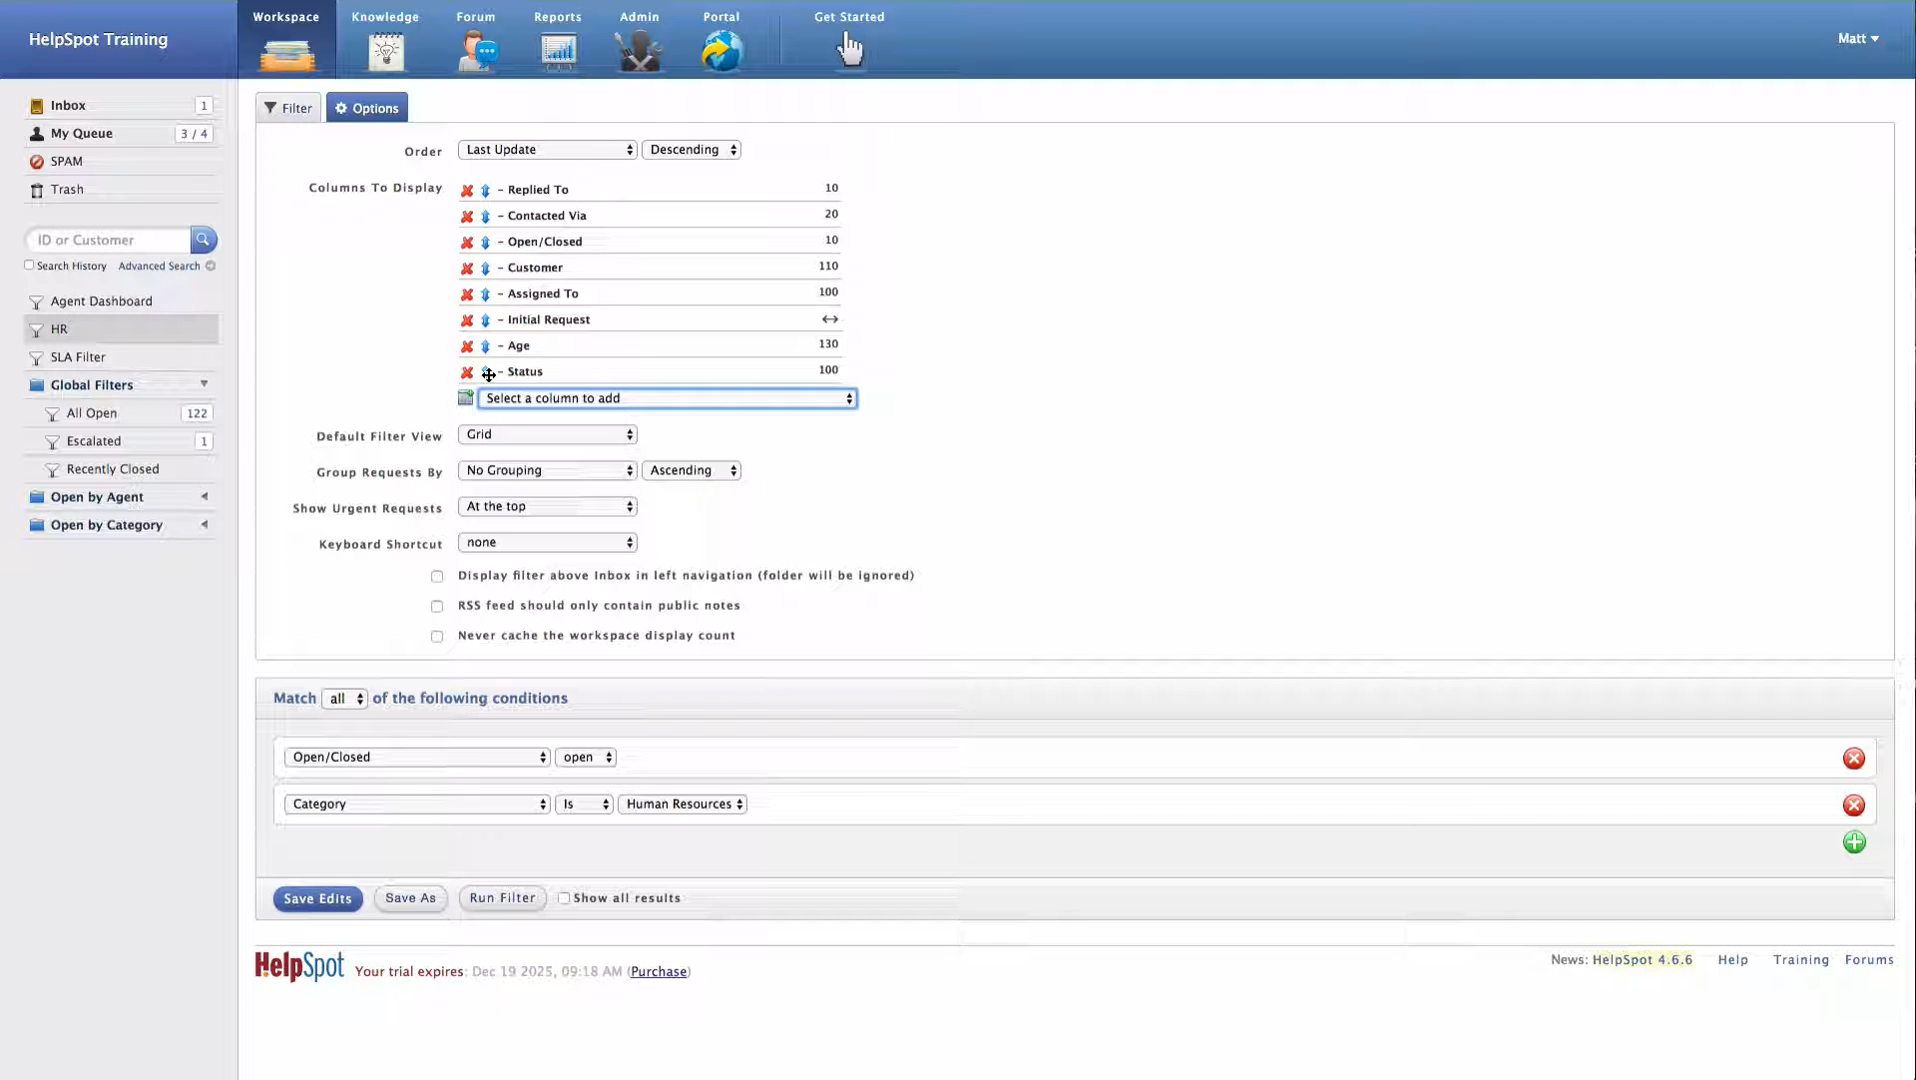 HelpSpot Training
Workspace
Knowledge
Forum
Reports
Admin
Portal
Get Started
Matt
Inbox 1
My Queue 3 / 4
SPAM
Trash
ID or Customer
Search History Advanced Search
Agent Dashboard
HR
SLA Filter
Global Filters
All Open 122
Escalated 1
Recently Closed
Open by Agent
Open by Category
Filter Options
Order Last Update Descending
Columns To Display
– Replied To 10
– Contacted Via 20
– Open/Closed 10
– Customer 110
– Assigned To 100
– Initial Request
– Age 130
– Status 100
Select a column to add
Default Filter View Grid
Group Requests By No Grouping Ascending
Show Urgent Requests At the top
Keyboard Shortcut none
Display filter above Inbox in left navigation (folder will be ignored)
RSS feed should only contain public notes
Never cache the workspace display count
Match all of the following conditions
Open/Closed open
Category Is Human Resources
Save Edits Save As Run Filter Show all results
HelpSpot Your trial expires: Dec 19 2025, 09:18 AM (Purchase)
News: HelpSpot 4.6.6 Help Training Forums